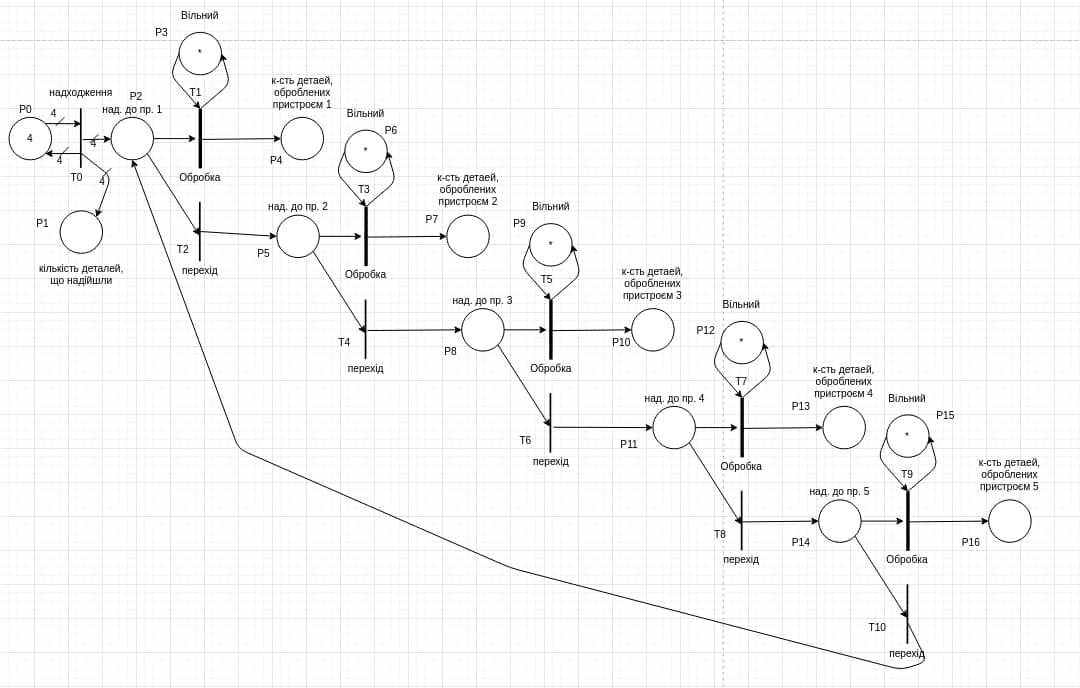 Вільний
P3
*
надходження
T1
P2
над. до пр. 1
к-сть детаей,
оброблених
пристроєм 1
P0
4
4
4
4
4
T0
Обробка
P4
P1
кількість деталей,
що надійшли
T2
перехід
Вільний
P6
*
T3
над. до пр. 2
P5
к-сть детаей,
оброблених
пристроєм 2
P7
Обробка
T4
перехід
Вільний
P9
*
T5
над. до пр. 3
P8
к-сть детаей,
оброблених
пристроєм 3
P10
Обробка
T6
перехід
Вільний
P12
*
T7
над. до пр. 4
P11
к-сть детаей,
оброблених
пристроєм 4
P13
Обробка
T8
перехід
Вільний
P15
*
T9
над. до пр. 5
P14
к-сть детаей,
оброблених
пристроєм 5
P16
Обробка
T10
перехід